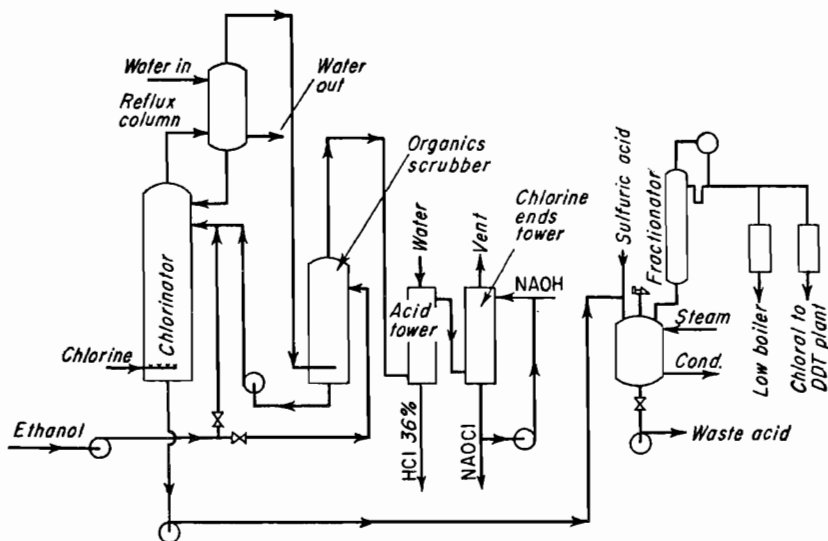 Water in
Reflux
column
Water
out
Organics
scrubber
Chlorine
ends
tower
Water
Vent
NAOH
Acid
tower
Chlorinator
Chlorine
Ethanol
HCl 36%
NAOCl
Sulfuric acid
Fractionator
Steam
Cond.
Waste acid
Low boiler
Chloral to
DDT plant